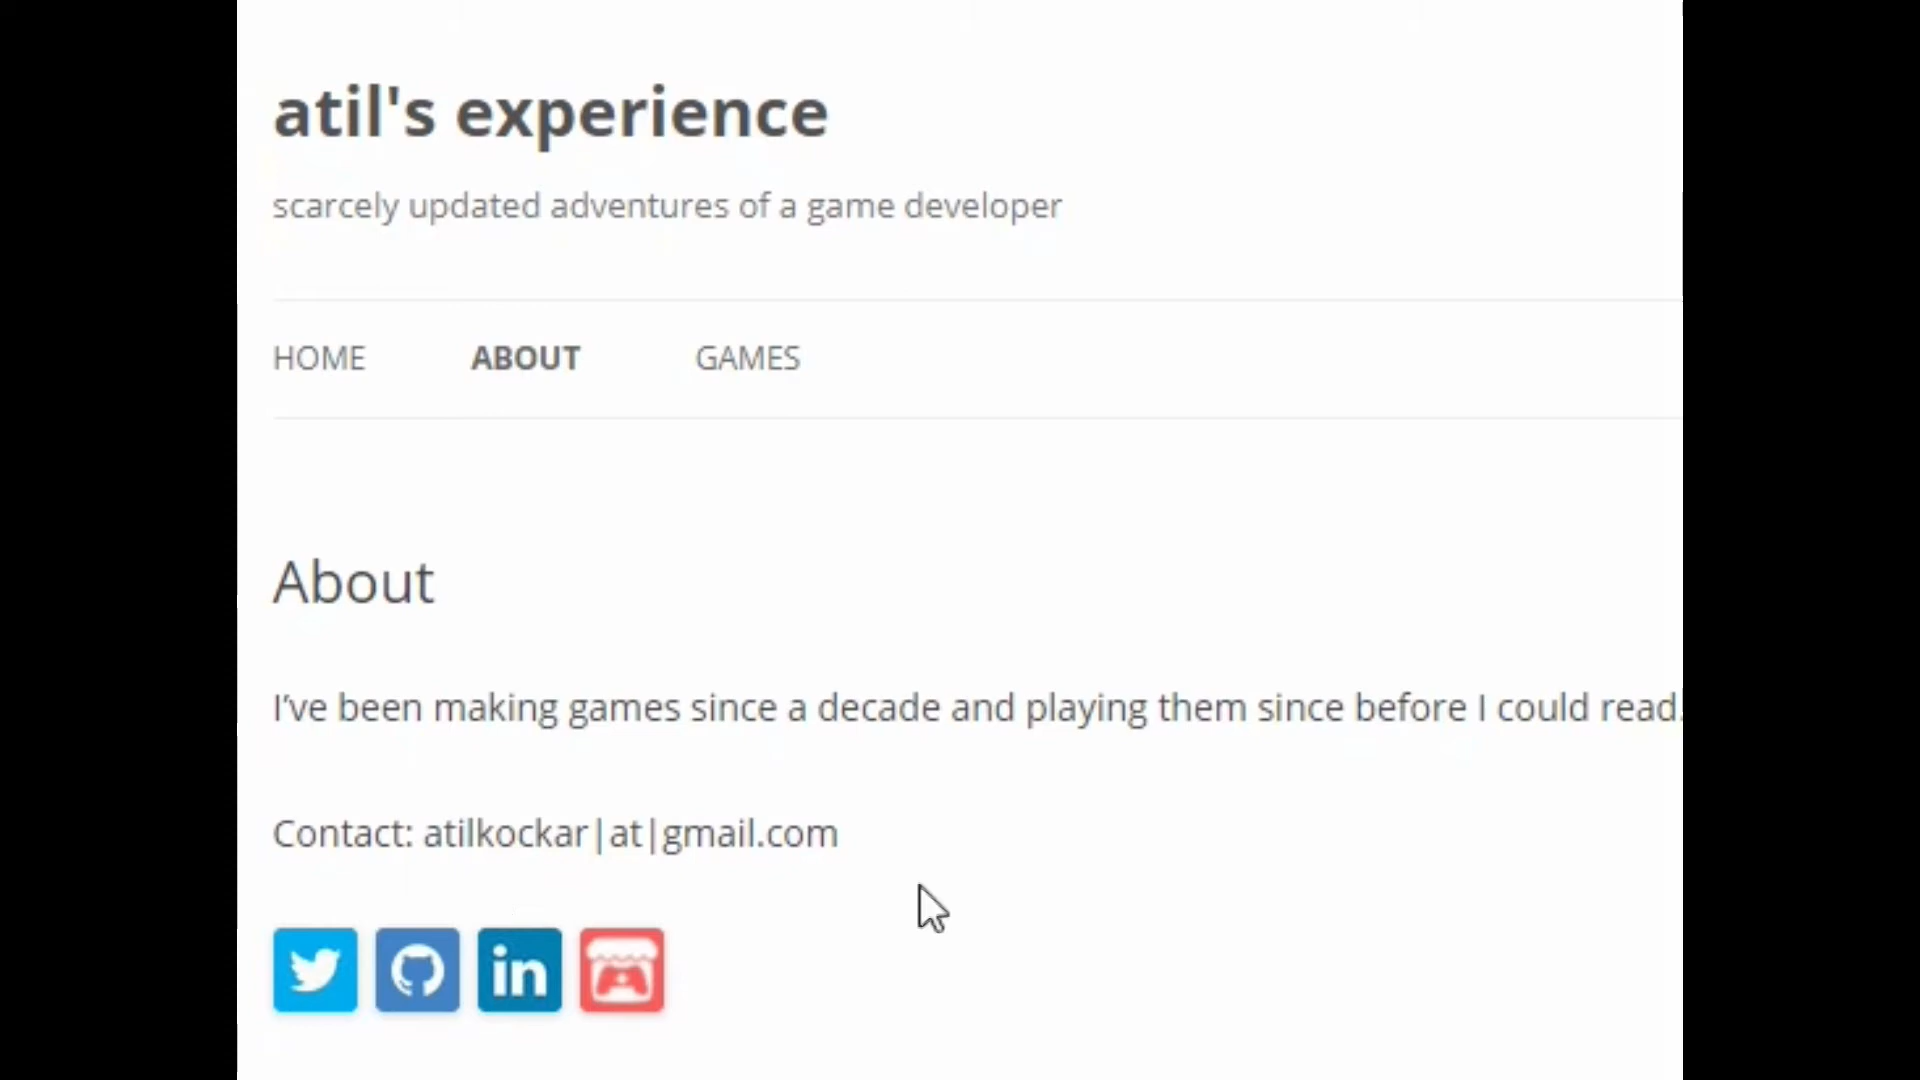 atil's experience
scarcely updated adventures of a game developer
HOME ABOUT GAMES
About
I've been making games since a decade and playing them since before I could read.
Contact: atilkockar|at|gmail.com
in